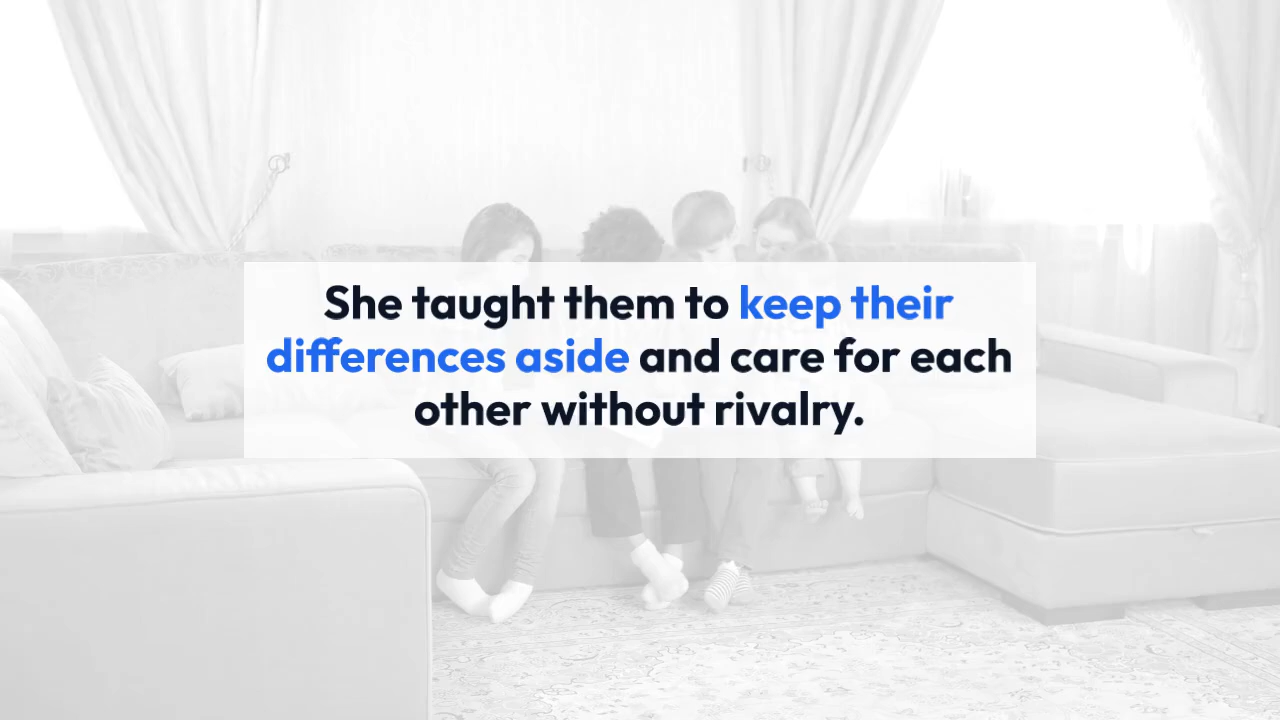 She taught them to keep their
differences aside and care for each
other without rivalry.